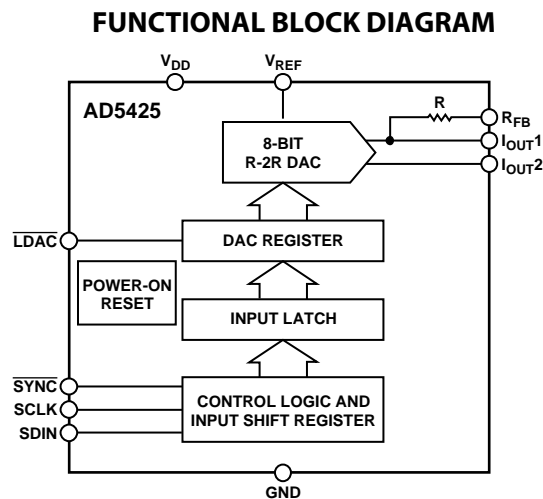 FUNCTIONAL BLOCK DIAGRAM
VDD
VREF
AD5425
R
RFB
8-BIT
R-2R DAC
IOUT1
IOUT2
LDAC
DAC REGISTER
POWER-ON
RESET
INPUT LATCH
SYNC
SCLK
SDIN
CONTROL LOGIC AND
INPUT SHIFT REGISTER
GND